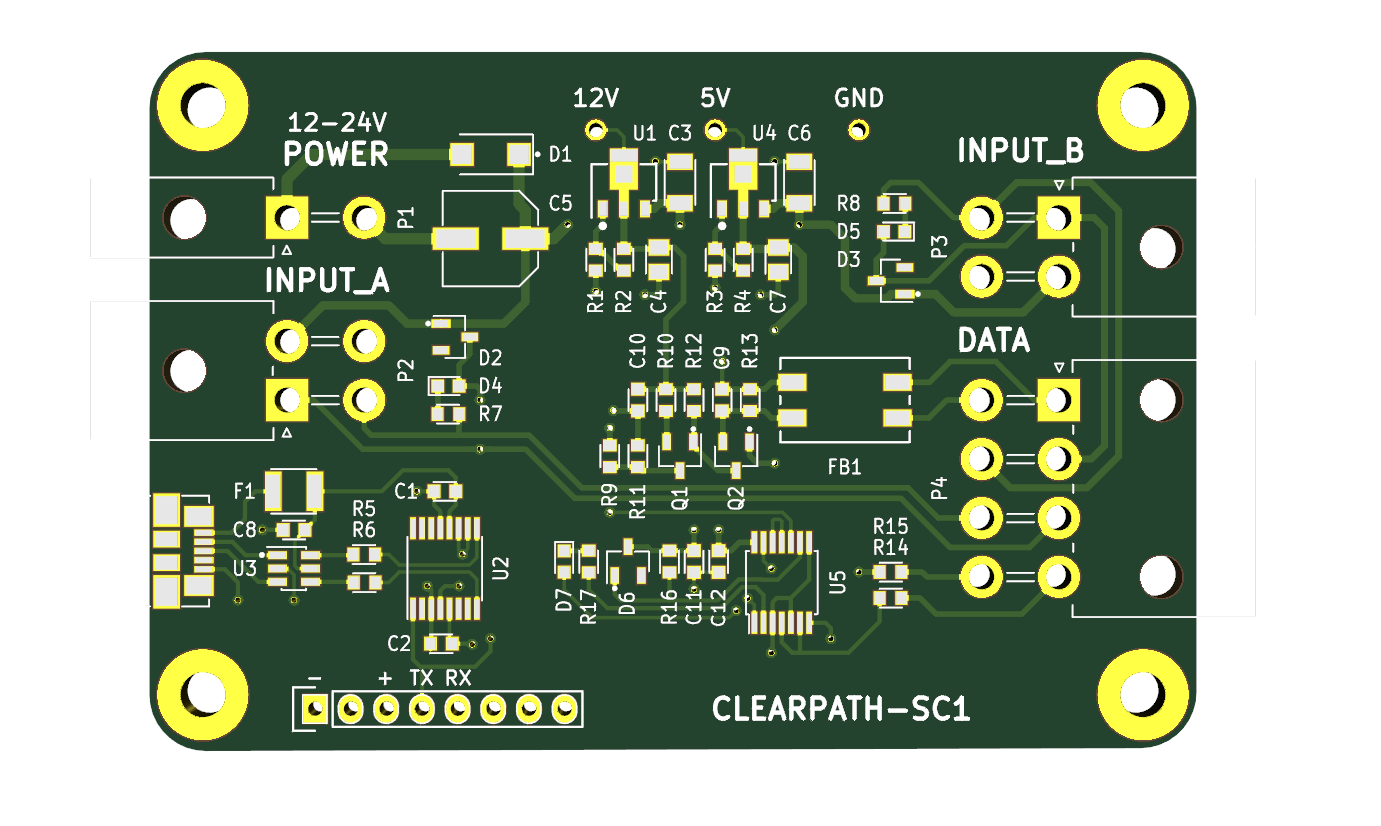 12V 5V GND
12-24V
POWER
D1
U1 C3 U4 C6
INPUT_B
P1
C5
R8
D5
D3
P3
INPUT_A
R1 R2 C4 R3 R4 C7
DATA
D2
P2
D4
R7
C10 R10 R12 C9 R13
FB1
F1
C1
R9 R11 Q1 Q2
P4
C8
R5
R6
U3
U2
R15
R14
U5
D7 R17 D6 R16 C11 C12
C2
- + TX RX
CLEARPATH-SC1